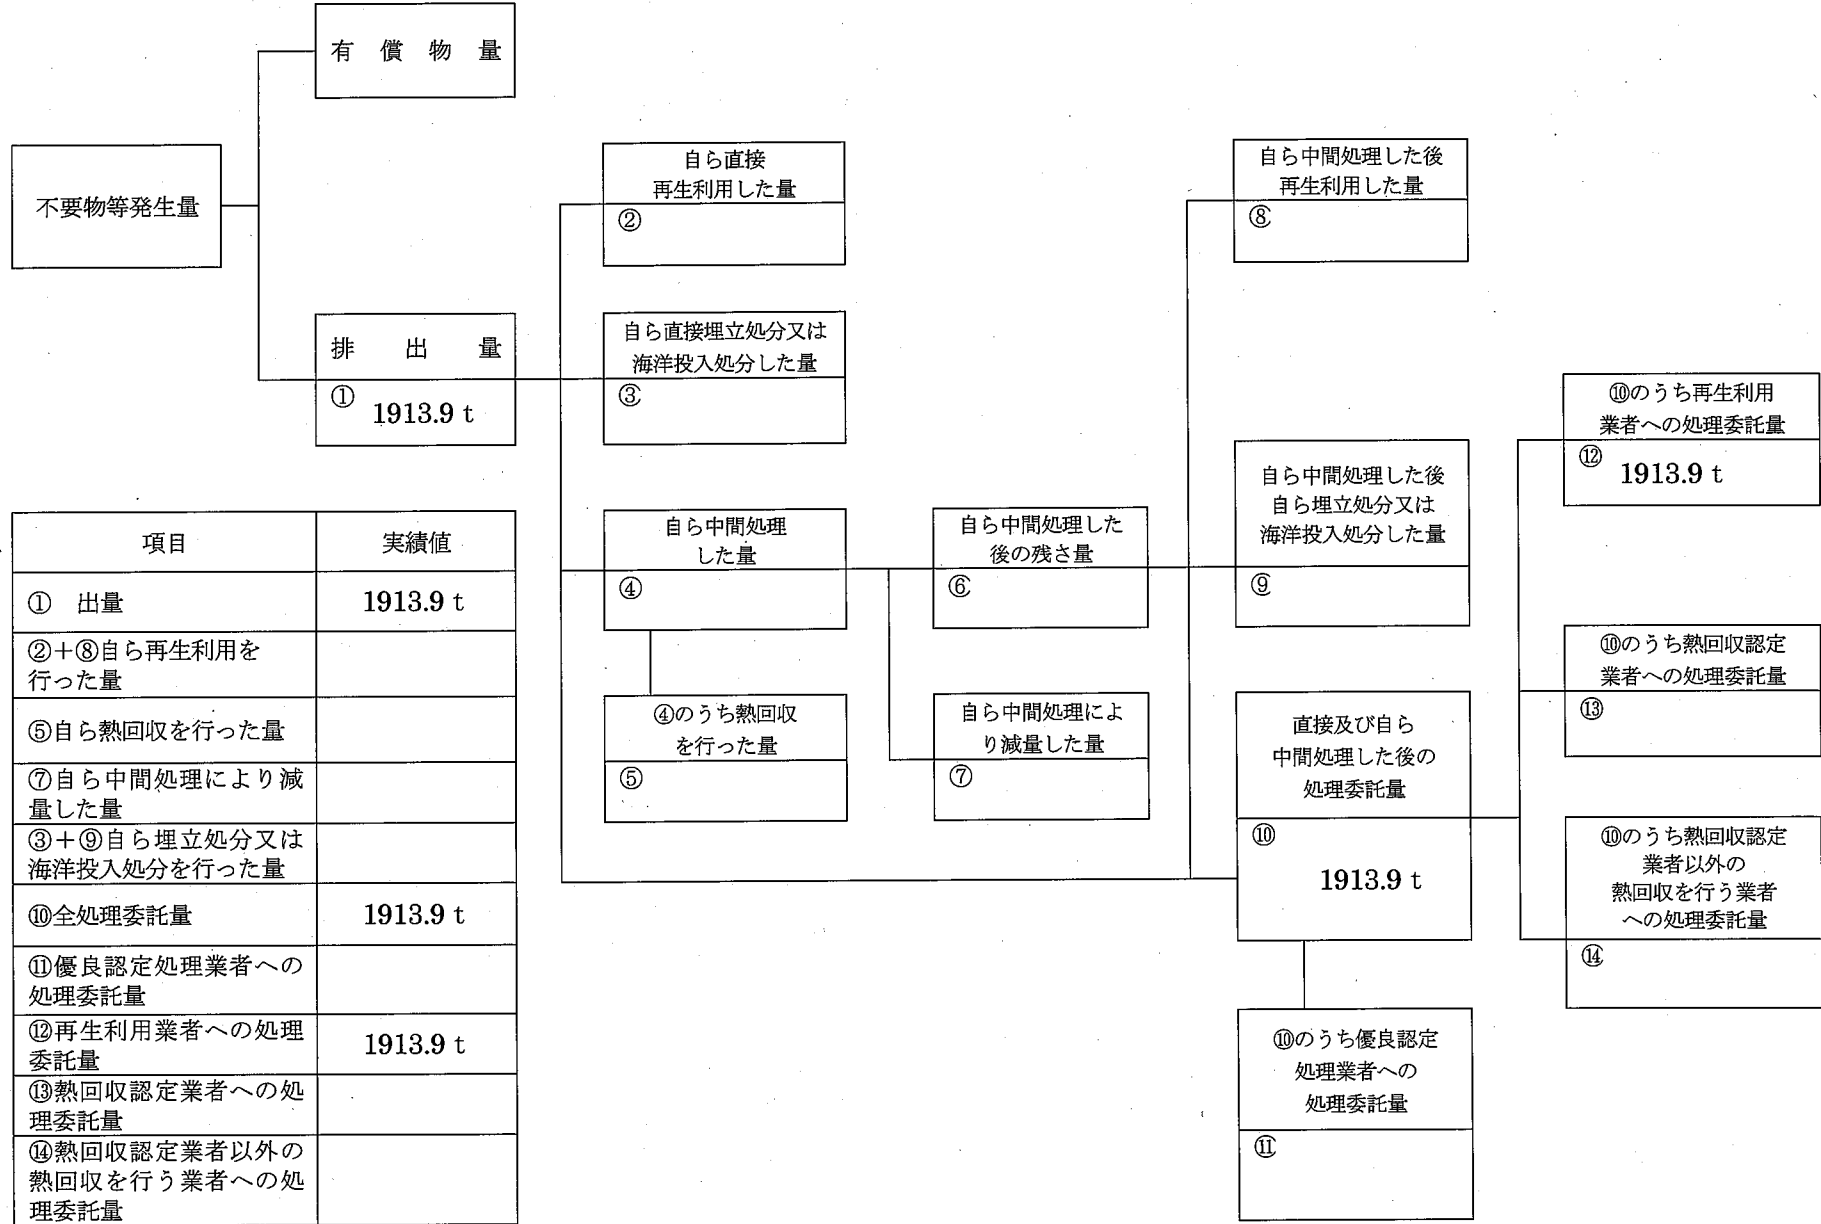 有償物量
不要物等発生量
排出量
① 1913.9 t
自ら直接
再生利用した量
②
自ら直接埋立処分又は
海洋投入処分した量
③
自ら中間処理
した量
④
④のうち熱回収
を行った量
⑤
自ら中間処理した
後の残さ量
⑥
自ら中間処理によ
り減量した量
⑦
自ら中間処理した後
再生利用した量
⑧
自ら中間処理した後
自ら埋立処分又は
海洋投入処分した量
⑨
直接及び自ら
中間処理した後の
処理委託量
⑩
1913.9 t
⑩のうち優良認定
処理業者への
処理委託量
⑪
⑩のうち再生利用
業者への処理委託量
⑫ 1913.9 t
⑩のうち熱回収認定
業者への処理委託量
⑬
⑩のうち熱回収認定
業者以外の
熱回収を行う業者
への処理委託量
⑭
項目 実績値
① 出量 1913.9 t
②+⑧自ら再生利用を
行った量
⑤自ら熱回収を行った量
⑦自ら中間処理により減
量した量
③+⑨自ら埋立処分又は
海洋投入処分を行った量
⑩全処理委託量 1913.9 t
⑪優良認定処理業者への
処理委託量
⑫再生利用業者への処理
委託量 1913.9 t
⑬熱回収認定業者への処
理委託量
⑭熱回収認定業者以外の
熱回収を行う業者への処
理委託量